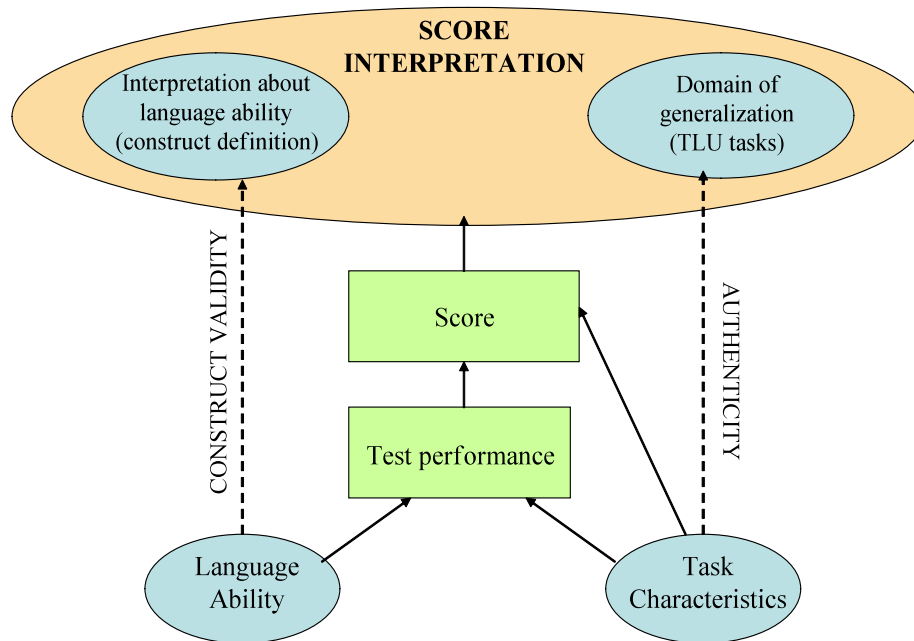 SCORE
INTERPRETATION
Interpretation about
language ability
(construct definition)
Domain of
generalization
(TLU tasks)
CONSTRUCT VALIDITY
AUTHENTICITY
Score
Test performance
Language
Ability
Task
Characteristics